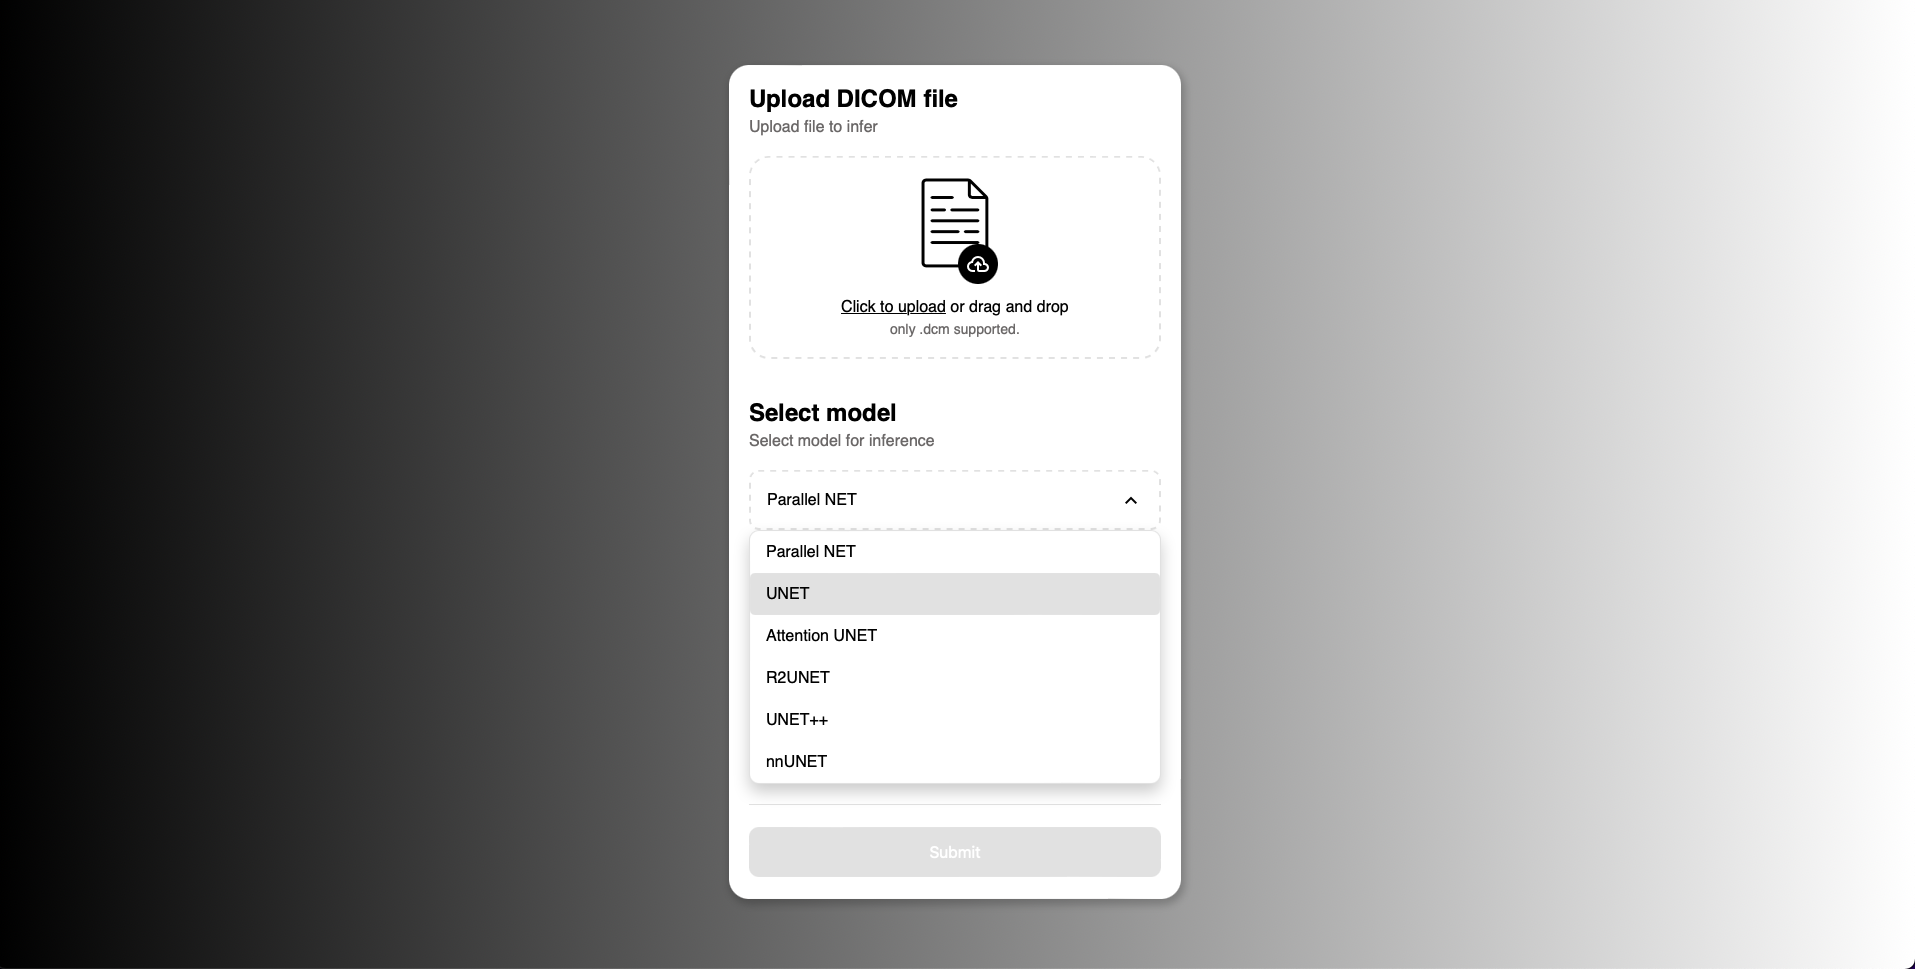 Upload DICOM file
Upload file to infer
Click to upload or drag and drop
only .dcm supported.
Select model
Select model for inference
Parallel NET
Parallel NET
UNET
Attention UNET
R2UNET
UNET++
nnUNET
Submit